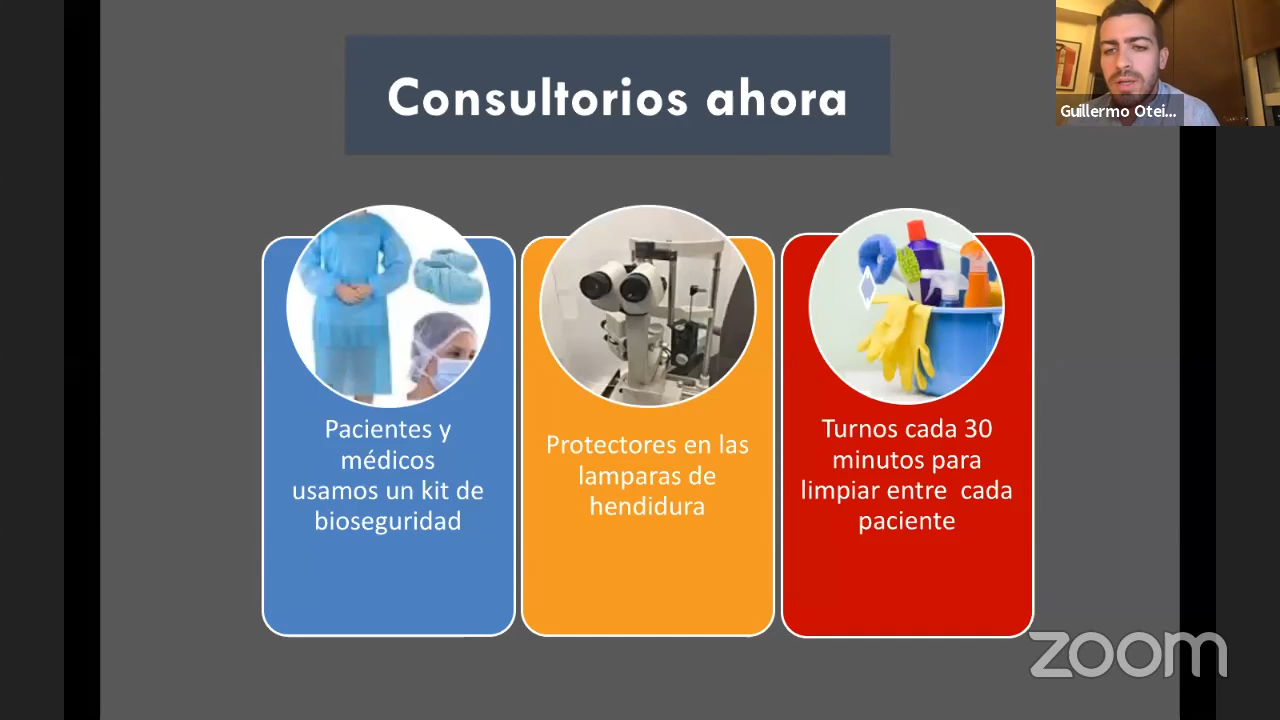 Consultorios ahora
Guillermo Otei...
Pacientes y
médicos
usamos un kit de
bioseguridad
Protectores en las
lamparas de
hendidura
Turnos cada 30
minutos para
limpiar entre  cada
paciente
zoom